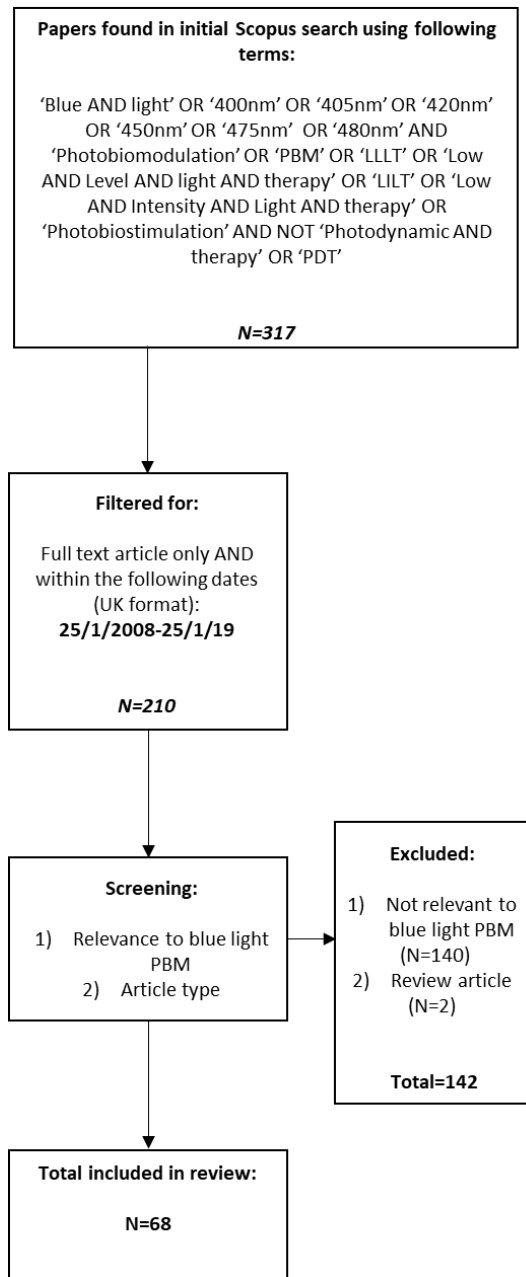 Papers found in initial Scopus search using following
terms:
‘Blue AND light’ OR ‘400nm’ OR ‘405nm’ OR ‘420nm’
OR ‘450nm’ or ‘475nm’ OR ‘480nm’ AND
‘Photobiomodulation’ OR ‘PBM’ OR ‘LLLT’ OR ‘Low
AND Level AND light AND therapy’ OR ‘LILT’ OR ‘Low
AND Intensity AND Light AND therapy’ OR
‘Photobiostimulation’ AND NOT ‘Photodynamic AND
therapy’ OR ‘PDT’
N=317
Filtered for:
Full text article only AND
within the following dates
(UK format):
25/1/2008-25/1/19
N=210
Screening:
1) Relevance to blue light
PBM
2) Article type
Excluded:
1) Not relevant to
blue light PBM
(N=140)
2) Review article
(N=2)
Total=142
Total included in review:
N=68